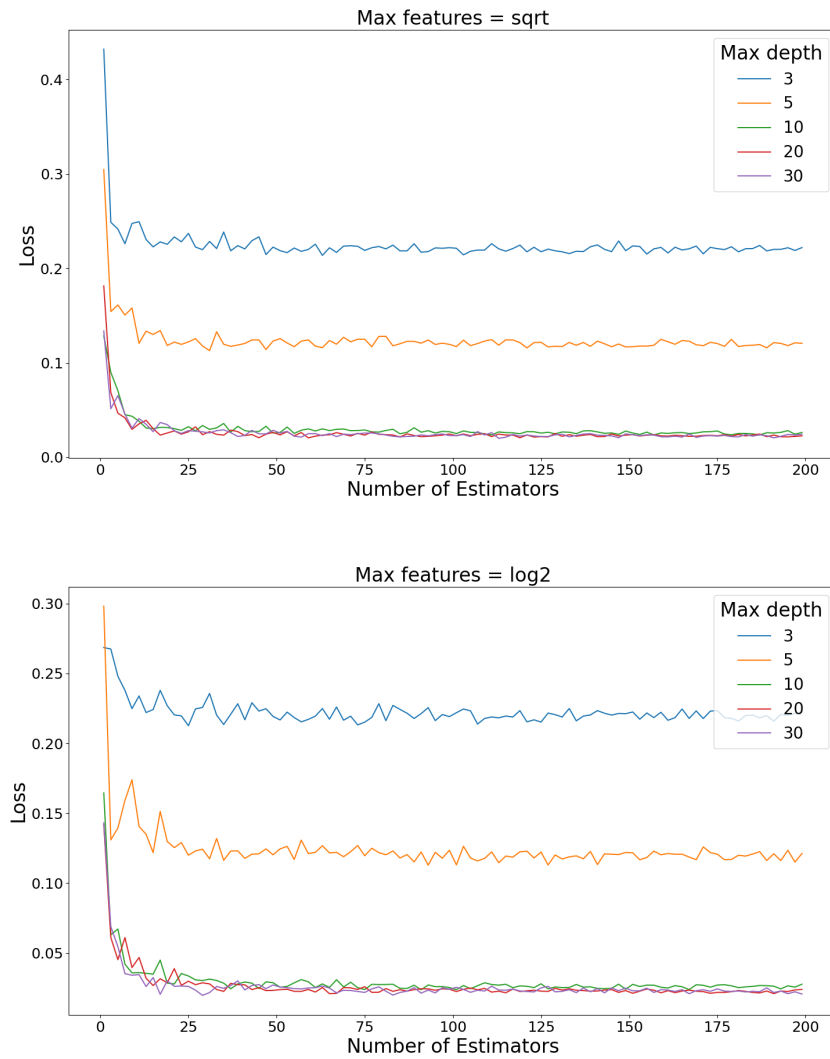 Max features = sqrt
Max depth
3
5
10
20
30
0.4
0.3
0.2
0.1
0.0
Loss
0 25 50 75 100 125 150 175 200
Number of Estimators
Max features = log2
Max depth
3
5
10
20
30
0.30
0.25
0.20
0.15
0.10
0.05
Loss
0 25 50 75 100 125 150 175 200
Number of Estimators